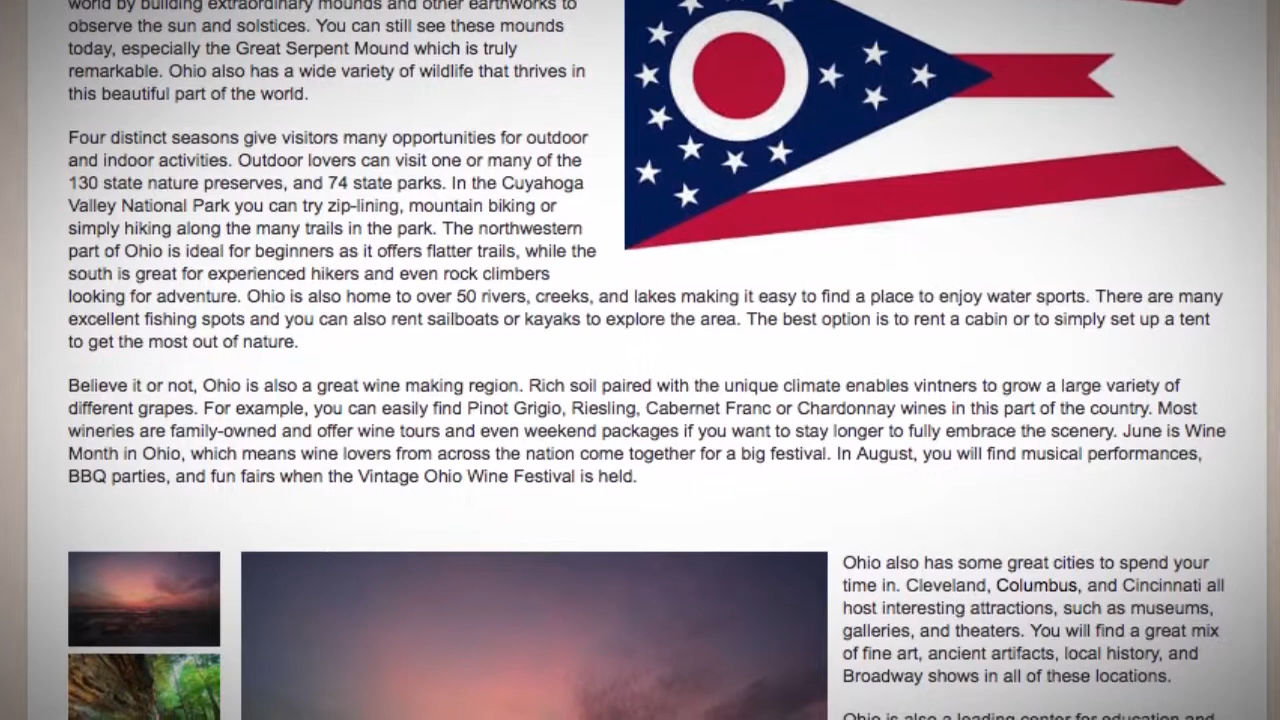 world by building extraordinary mounds and other earthworks to
observe the sun and solstices. You can still see these mounds
today, especially the Great Serpent Mound which is truly
remarkable. Ohio also has a wide variety of wildlife that thrives in
this beautiful part of the world.
Four distinct seasons give visitors many opportunities for outdoor
and indoor activities. Outdoor lovers can visit one or many of the
130 state nature preserves, and 74 state parks. In the Cuyahoga
Valley National Park you can try zip-lining, mountain biking or
simply hiking along the many trails in the park. The northwestern
part of Ohio is ideal for beginners as it offers flatter trails, while the
south is great for experienced hikers and even rock climbers
looking for adventure. Ohio is also home to over 50 rivers, creeks, and lakes making it easy to find a place to enjoy water sports. There are many
excellent fishing spots and you can also rent sailboats or kayaks to explore the area. The best option is to rent a cabin or to simply set up a tent
to get the most out of nature.
Believe it or not, Ohio is also a great wine making region. Rich soil paired with the unique climate enables vintners to grow a large variety of
different grapes. For example, you can easily find Pinot Grigio, Riesling, Cabernet Franc or Chardonnay wines in this part of the country. Most
wineries are family-owned and offer wine tours and even weekend packages if you want to stay longer to fully embrace the scenery. June is Wine
Month in Ohio, which means wine lovers from across the nation come together for a big festival. In August, you will find musical performances,
BBQ parties, and fun fairs when the Vintage Ohio Wine Festival is held.
Ohio also has some great cities to spend your
time in. Cleveland, Columbus, and Cincinnati all
host interesting attractions, such as museums,
galleries, and theaters. You will find a great mix
of fine art, ancient artifacts, local history, and
Broadway shows in all of these locations.
Ohio is also a leading center for education and